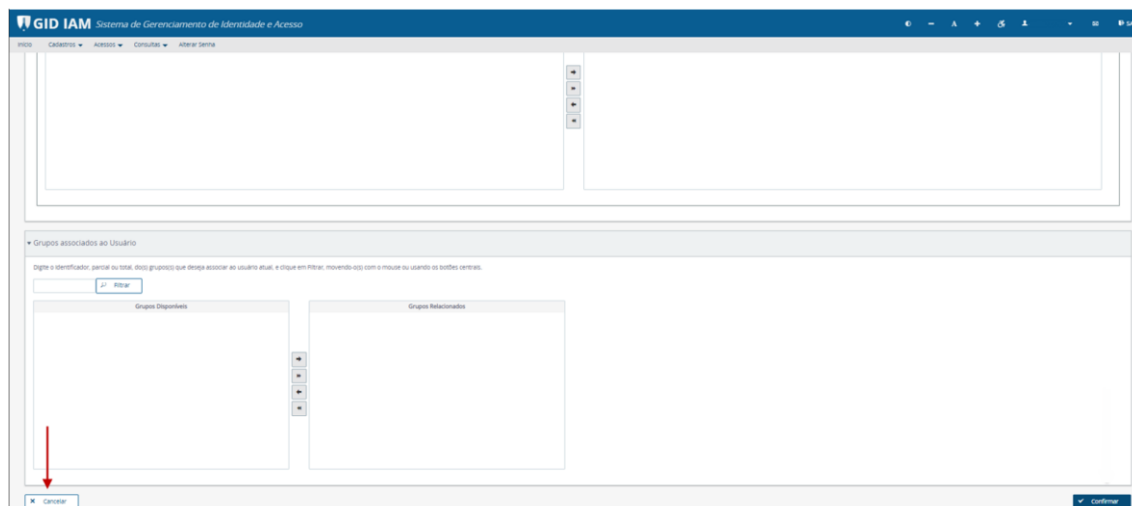 GID IAM Sistema de Gerenciamento de Identidade e Acesso
A
Início Cadastros Acessos Consultas Alterar Senha
Grupos associados ao Usuário
Digite o identificador, parcial ou total, do(s) grupos(s) que deseja associar ao usuário atual, e clique em Filtrar, movendo-o(s) com o mouse ou usando os botões centrais.
Filtrar
Grupos Disponíveis Grupos Relacionados
Cancelar Confirmar